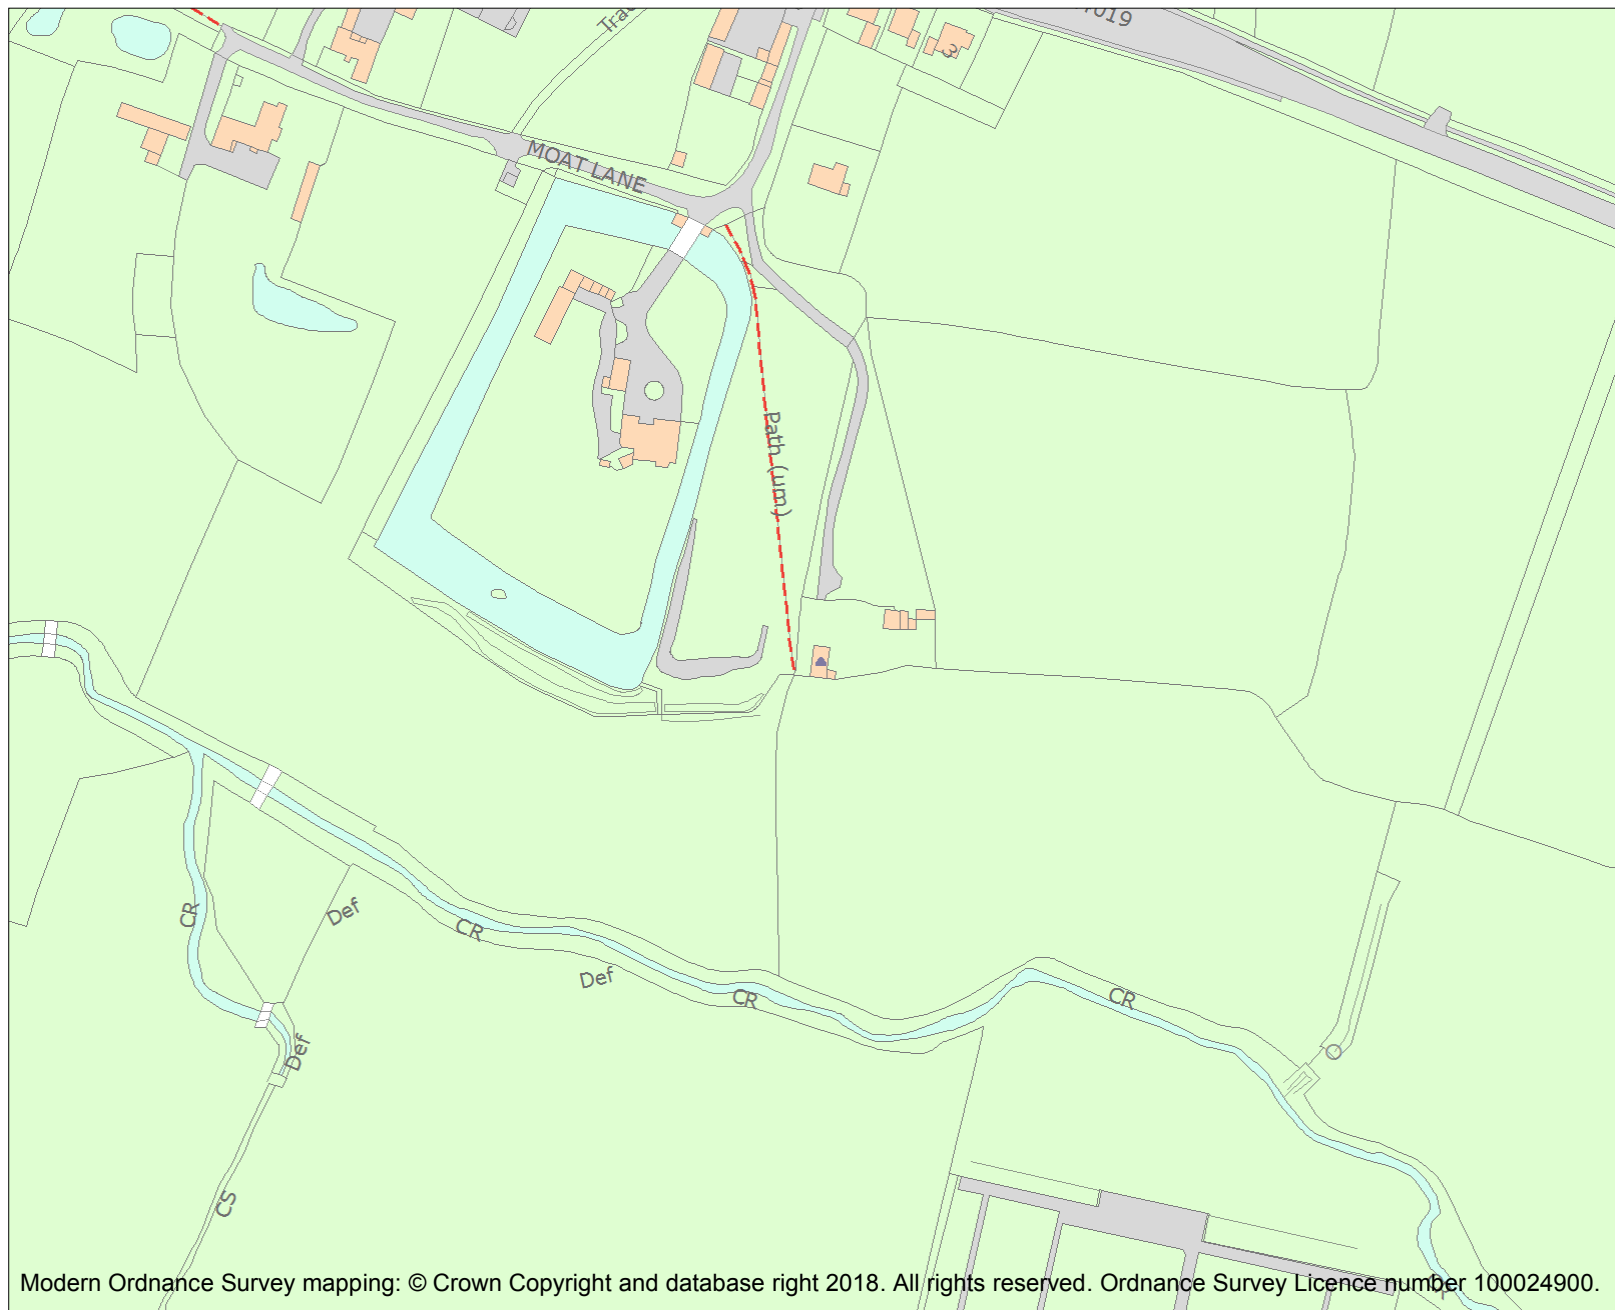 3
MOAT LANE
Path (um)
CR
Def
CR
Def
CR
CR
Def
CS
Modern Ordnance Survey mapping: © Crown Copyright and database right 2018. All rights reserved. Ordnance Survey Licence number 100024900.